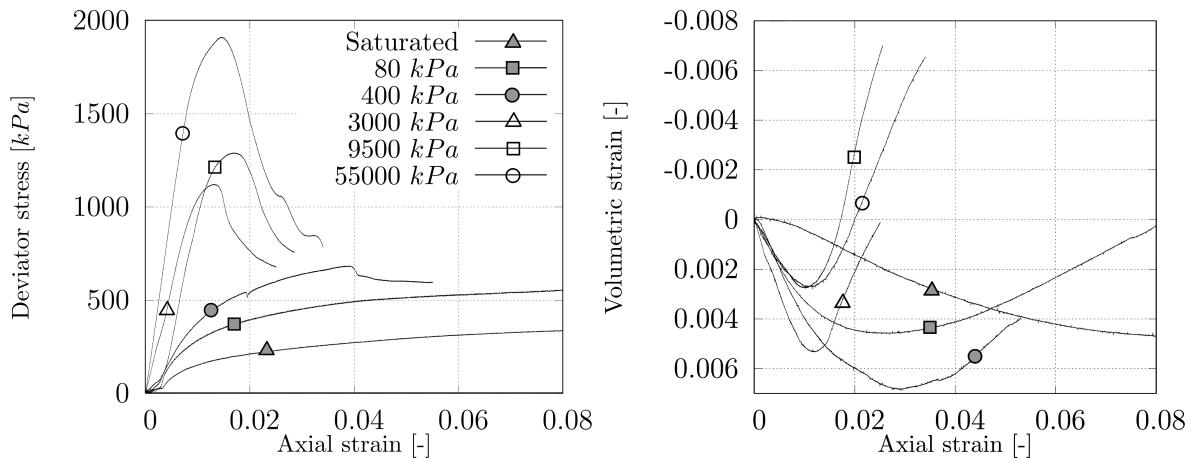 Deviator stress [kPa]
2000
1500
1000
500
0
Saturated
80 kPa
400 kPa
3000 kPa
9500 kPa
55000 kPa
0 0.02 0.04 0.06 0.08
Axial strain [-]
Volumetric strain [-]
-0.008
-0.006
-0.004
-0.002
0
0.002
0.004
0.006
0 0.02 0.04 0.06 0.08
Axial strain [-]